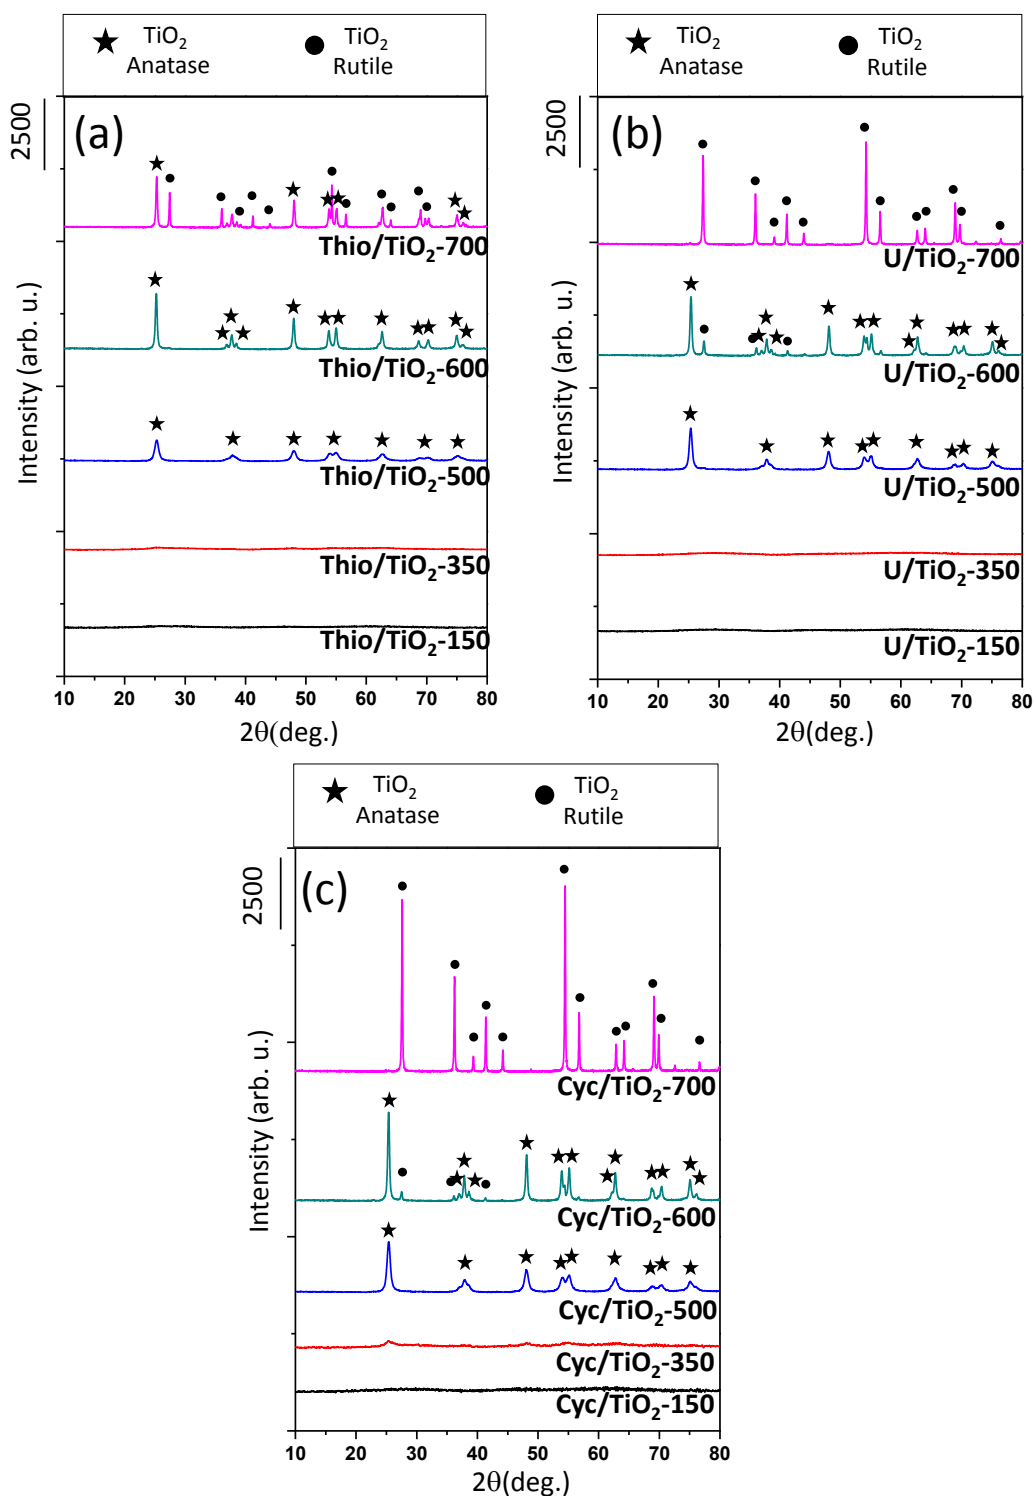 TiO2
Anatase
TiO2
Rutile
2500
(a)
Intensity (arb. u.)
Thio/TiO2-700
Thio/TiO2-600
Thio/TiO2-500
Thio/TiO2-350
Thio/TiO2-150
10 20 30 40 50 60 70 80
2θ(deg.)
TiO2
Anatase
TiO2
Rutile
2500
(b)
Intensity (arb. u.)
U/TiO2-700
U/TiO2-600
U/TiO2-500
U/TiO2-350
U/TiO2-150
10 20 30 40 50 60 70 80
2θ(deg.)
TiO2
Anatase
TiO2
Rutile
2500
(c)
Intensity (arb. u.)
Cyc/TiO2-700
Cyc/TiO2-600
Cyc/TiO2-500
Cyc/TiO2-350
Cyc/TiO2-150
10 20 30 40 50 60 70 80
2θ(deg.)